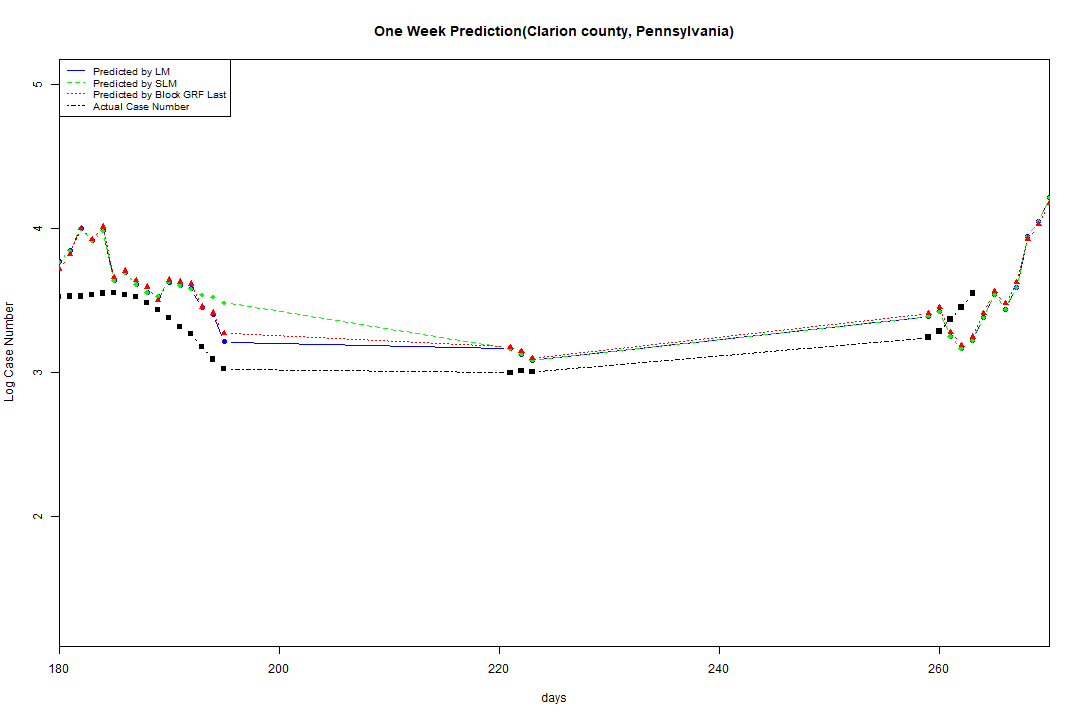 One Week Prediction(Clarion county, Pennsylvania)
Predicted by LM
Predicted by SLM
Predicted by Block GRF Last
Actual Case Number
5
4
3
2
Log Case Number
180 200 220 240 260
days